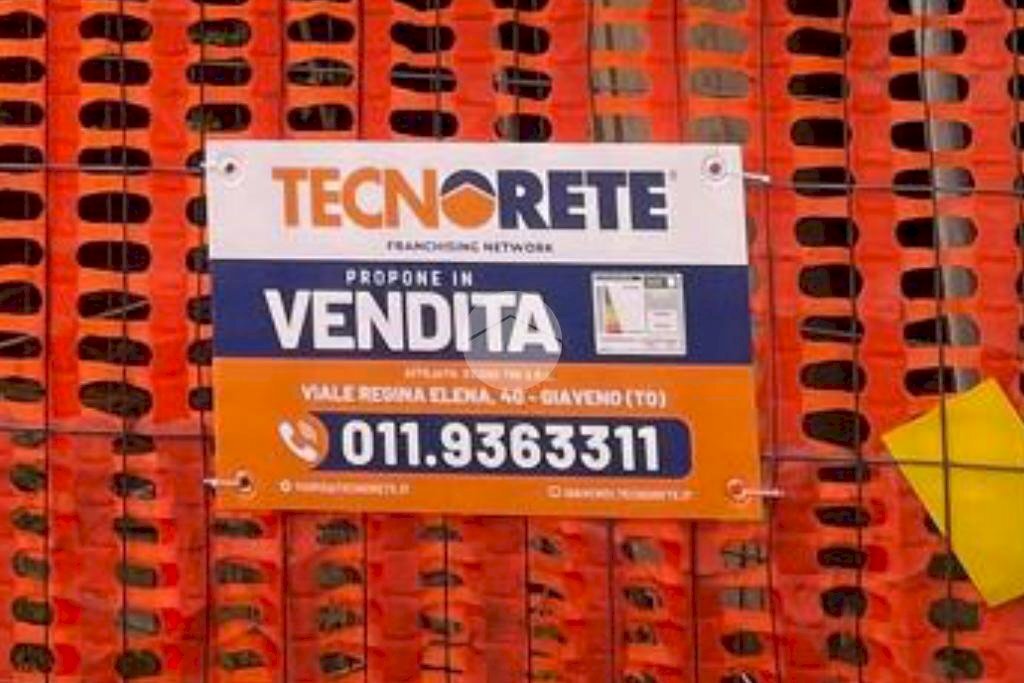 TECNORETE
FRANCHISING NETWORK
PROPONE IN
VENDITA
VIALE REGINA ELENA, 40 - GIAVENO (TO)
011.9363311